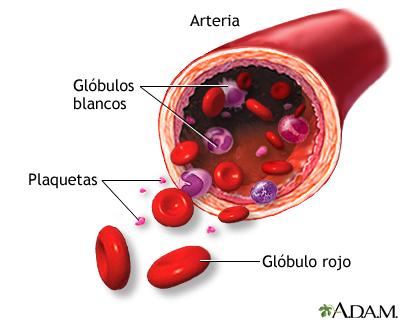 Arteria
Glóbulos
blancos
Plaquetas
Glóbulo rojo
A.D.A.M.